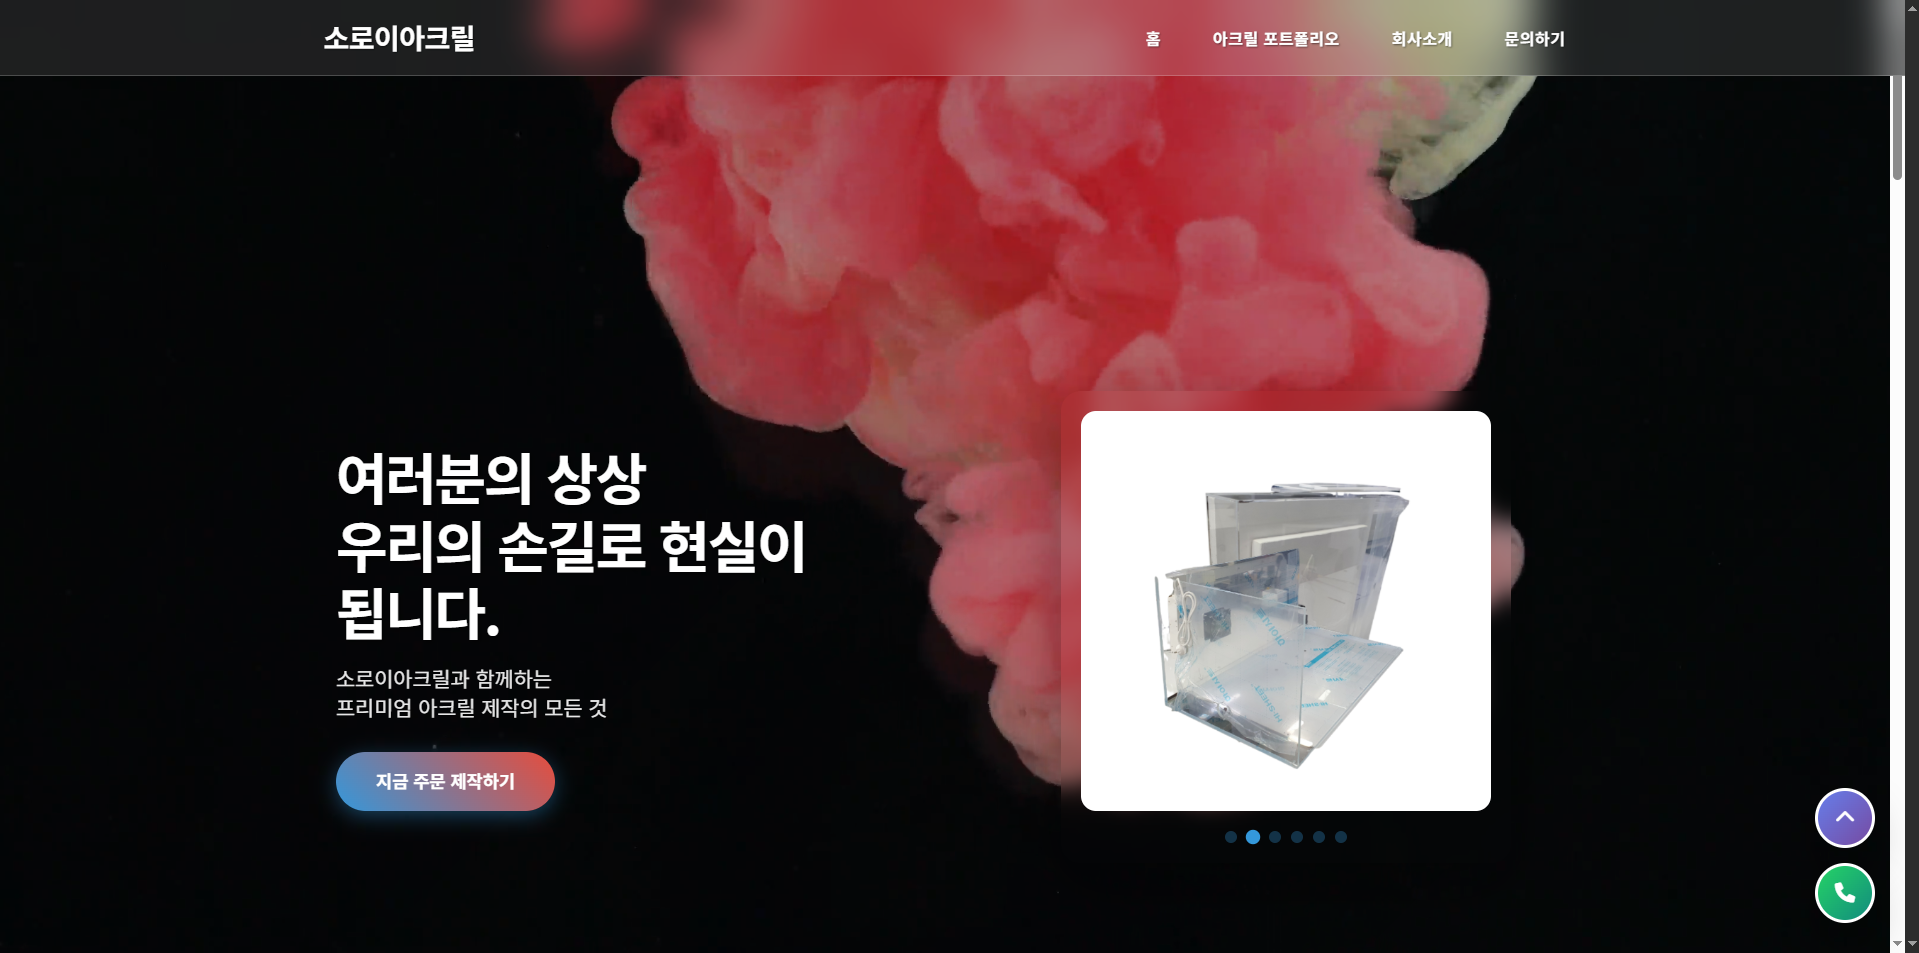 소로이아크릴
홈
아크릴 포트폴리오
회사소개
문의하기
여러분의 상상
우리의 손길로 현실이
됩니다.
소로이아크릴과 함께하는
프리미엄 아크릴 제작의 모든 것
지금 주문 제작하기